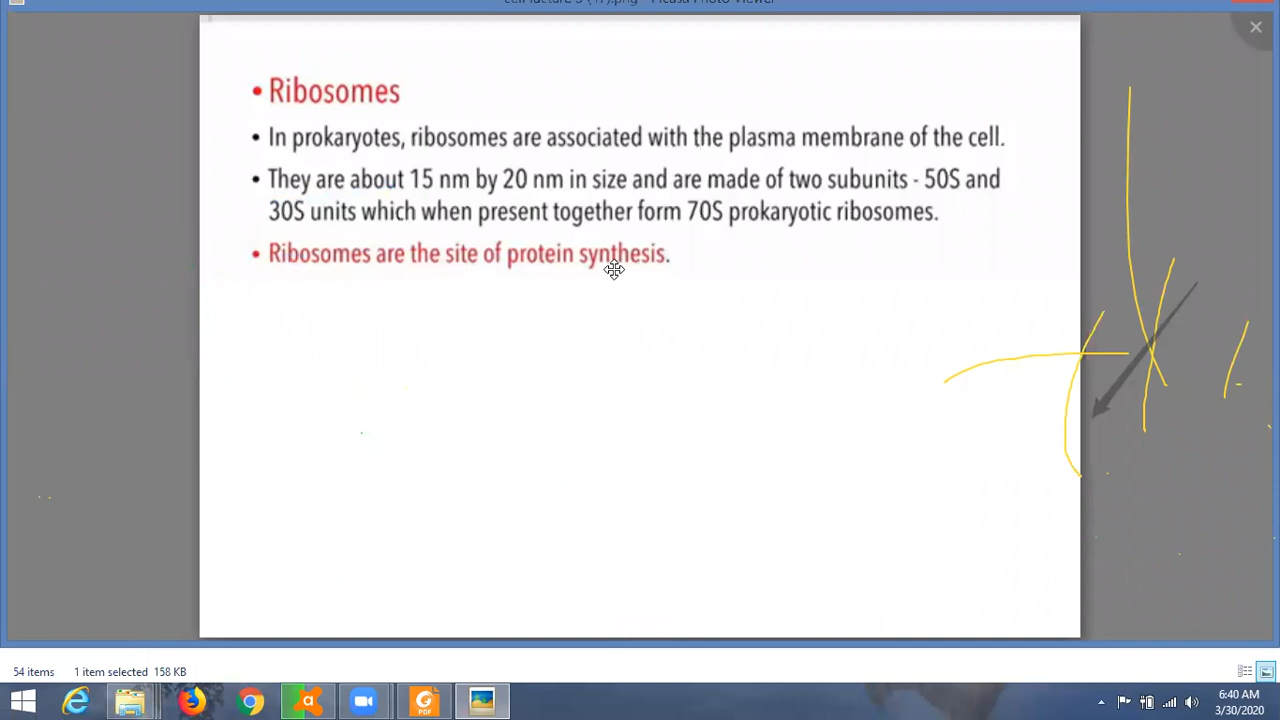 • Ribosomes
• In prokaryotes, ribosomes are associated with the plasma membrane of the cell.
• They are about 15 nm by 20 nm in size and are made of two subunits - 50S and
30S units which when present together form 70S prokaryotic ribosomes.
• Ribosomes are the site of protein synthesis.
54 items 1 item selected 158 KB
PDF
6:40 AM
3/30/2020